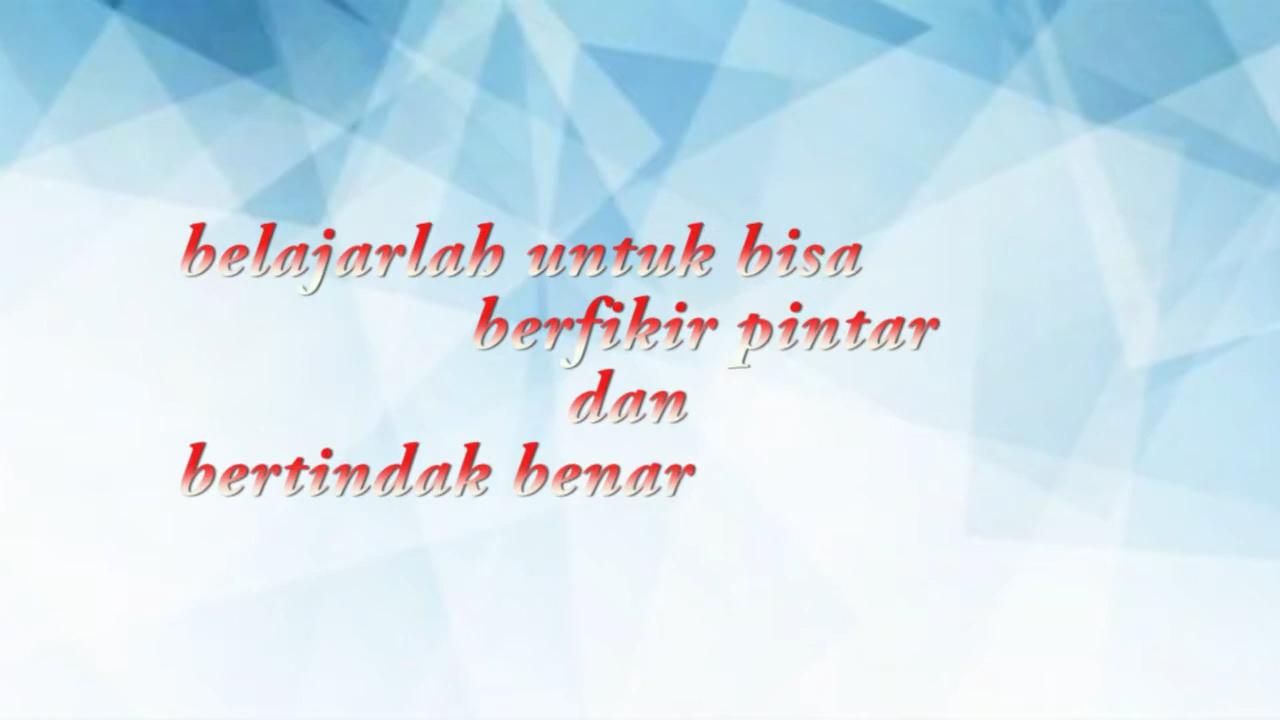 belajarlah untuk bisa
berfikir pintar
dan
bertindak benar